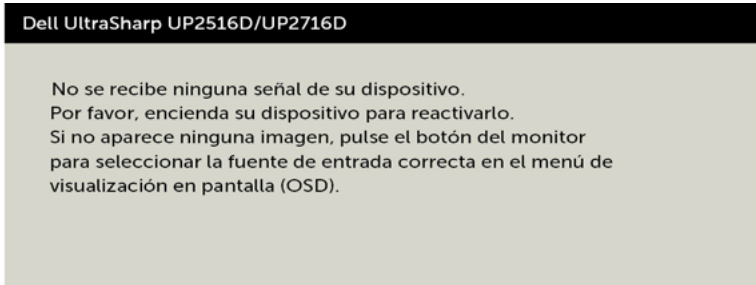 Dell UltraSharp UP2516D/UP2716D
No se recibe ninguna señal de su dispositivo.
Por favor, encienda su dispositivo para reactivarlo.
Si no aparece ninguna imagen, pulse el botón del monitor
para seleccionar la fuente de entrada correcta en el menú de
visualización en pantalla (OSD).